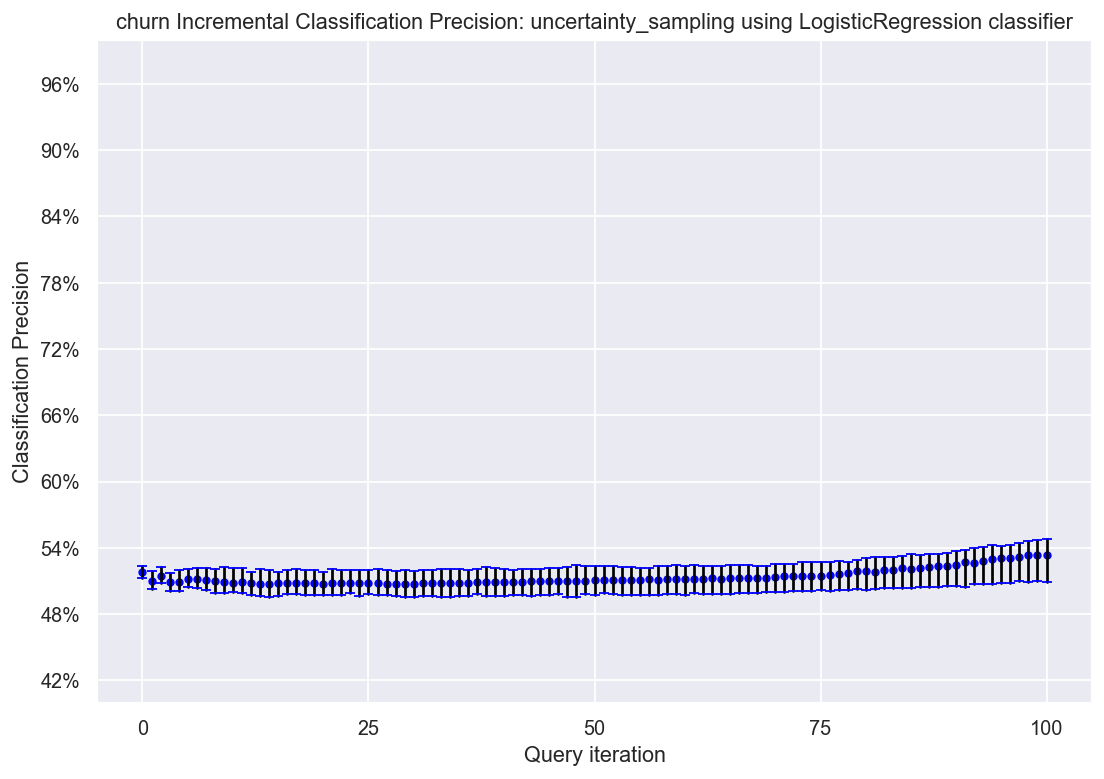 churn Incremental Classification Precision: uncertainty_sampling using LogisticRegression classifier
96%
90%
84%
78%
72%
66%
60%
54%
48%
42%
Classification Precision
0 25 50 75 100
Query iteration